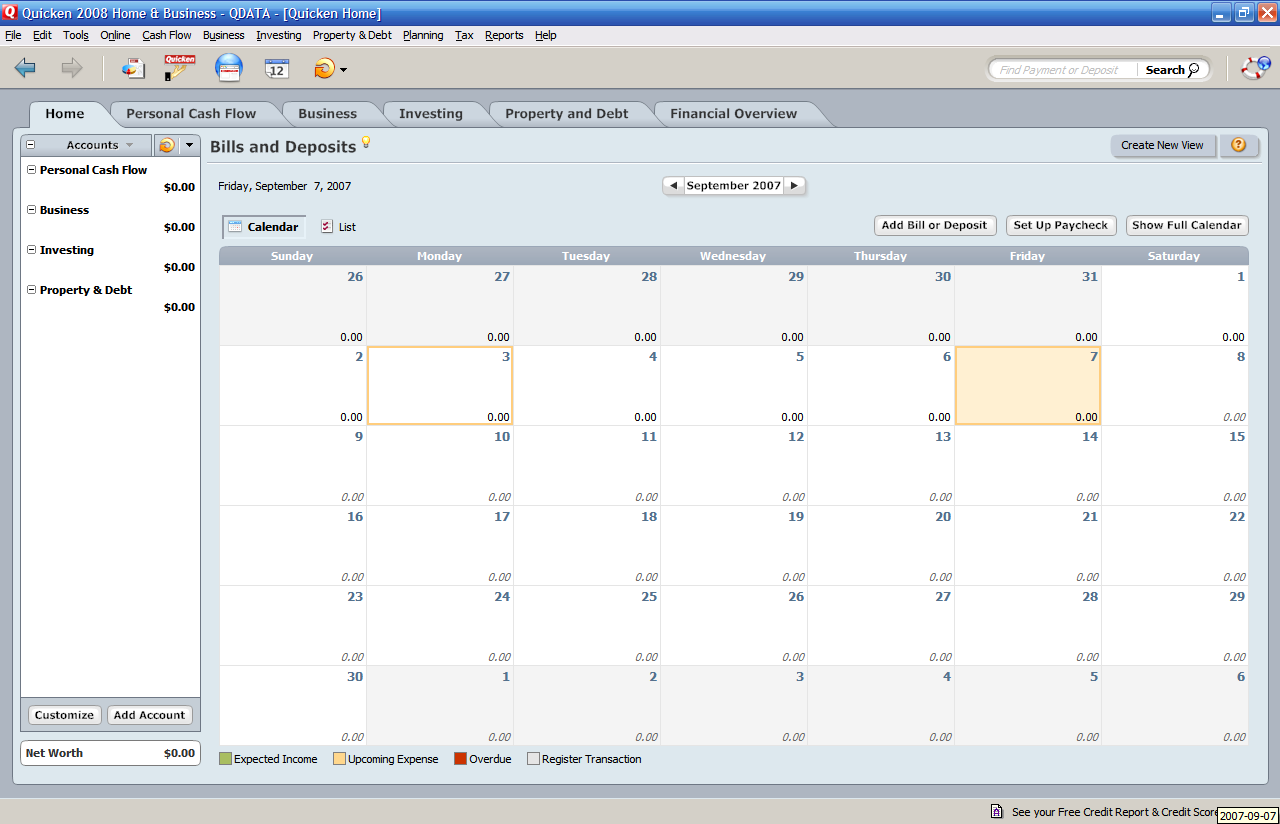 Quicken 2008 Home & Business - QDATA - [Quicken Home]
File Edit Tools Online Cash Flow Business Investing Property & Debt Planning Tax Reports Help
Quicken 12 Find Payment or Deposit Search
Home Personal Cash Flow Business Investing Property and Debt Financial Overview
Accounts
Personal Cash Flow
$0.00
Business
$0.00
Investing
$0.00
Property & Debt
$0.00
Customize Add Account
Net Worth $0.00
Bills and Deposits Create New View ?
Friday, September 7, 2007 September 2007
Calendar List Add Bill or Deposit Set Up Paycheck Show Full Calendar
Sunday Monday Tuesday Wednesday Thursday Friday Saturday
26 27 28 29 30 31 1
0.00 0.00 0.00 0.00 0.00 0.00 0.00
2 3 4 5 6 7 8
0.00 0.00 0.00 0.00 0.00 0.00 0.00
9 10 11 12 13 14 15
0.00 0.00 0.00 0.00 0.00 0.00 0.00
16 17 18 19 20 21 22
0.00 0.00 0.00 0.00 0.00 0.00 0.00
23 24 25 26 27 28 29
0.00 0.00 0.00 0.00 0.00 0.00 0.00
30 1 2 3 4 5 6
0.00 0.00 0.00 0.00 0.00 0.00 0.00
Expected Income Upcoming Expense Overdue Register Transaction
See your Free Credit Report & Credit Score
2007-09-07